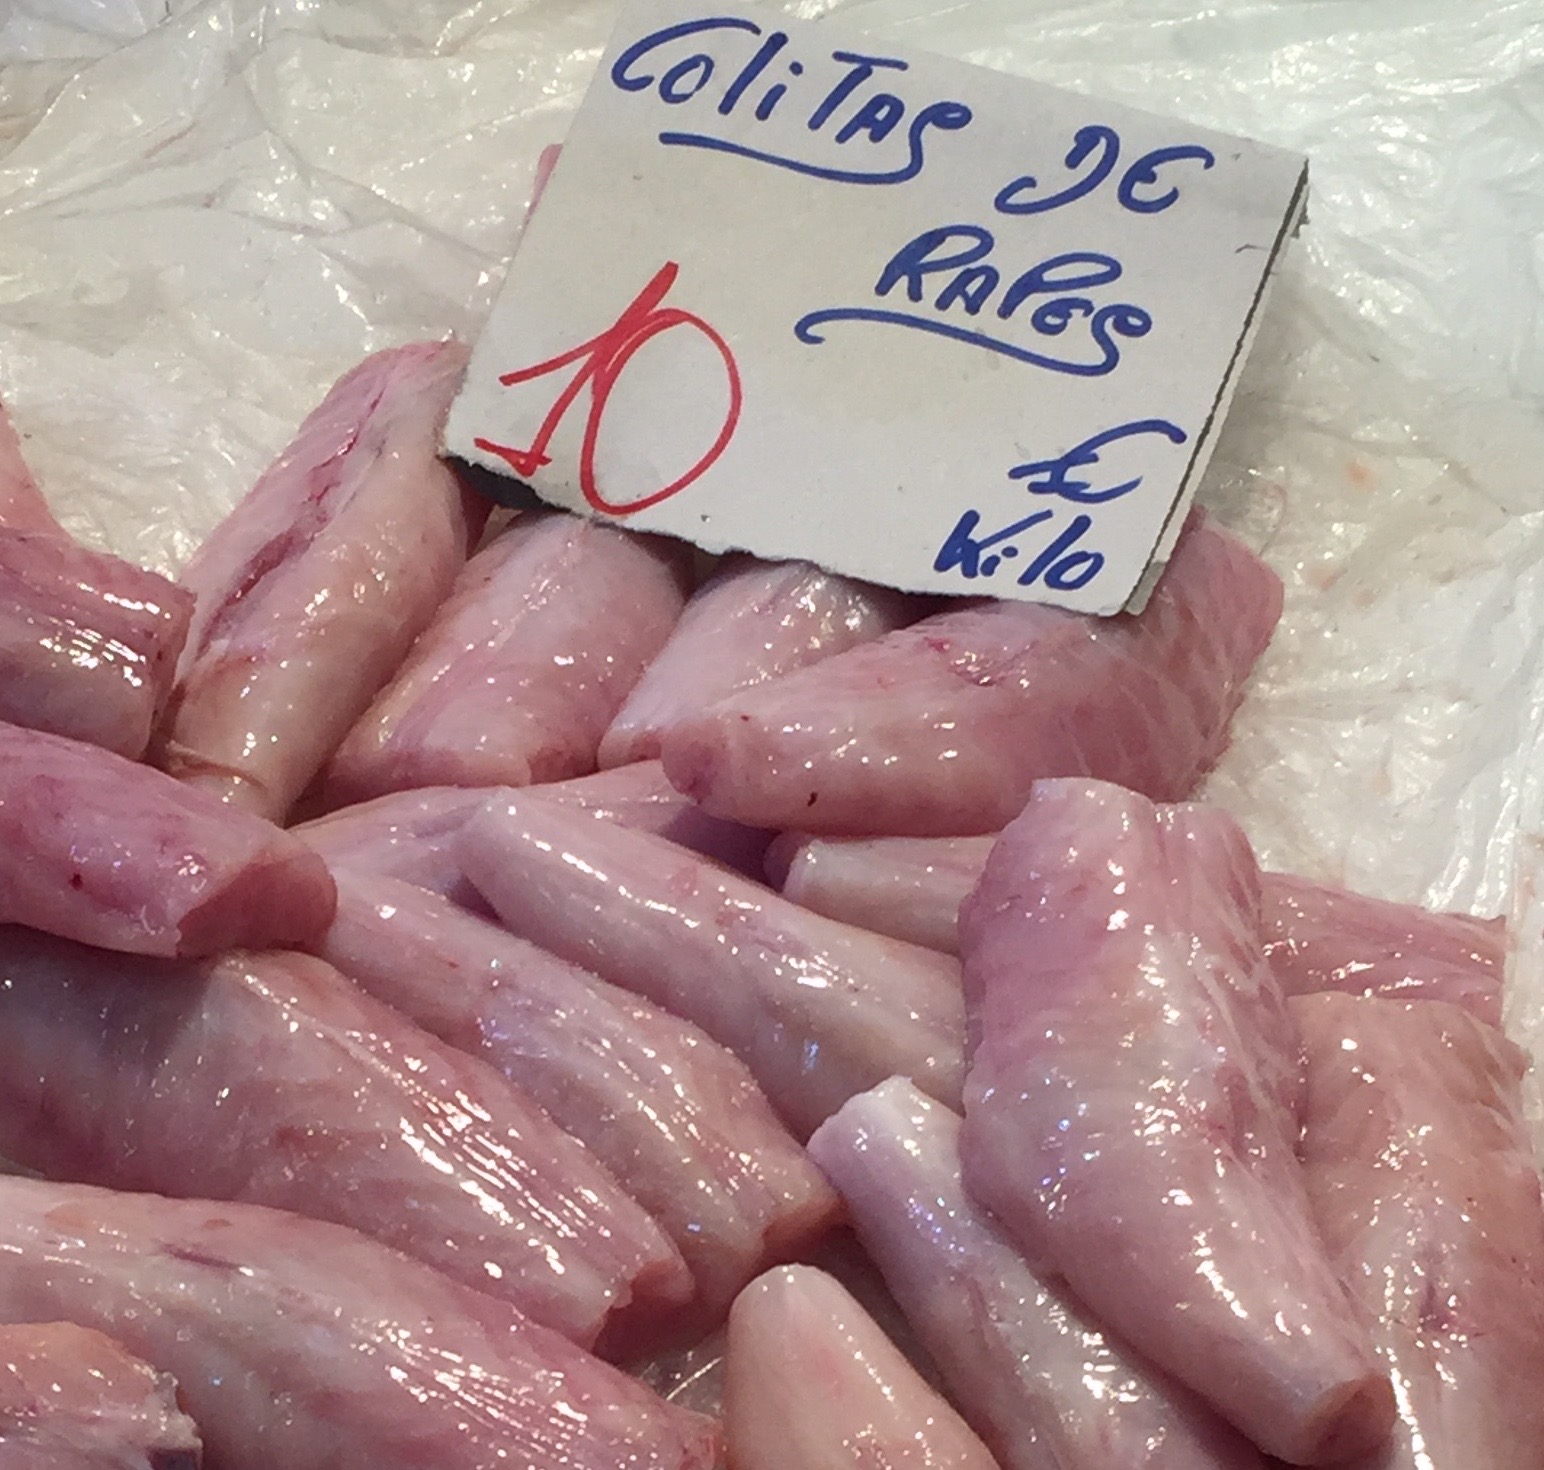 Colitas DE
RAPES
10 €
Kilo